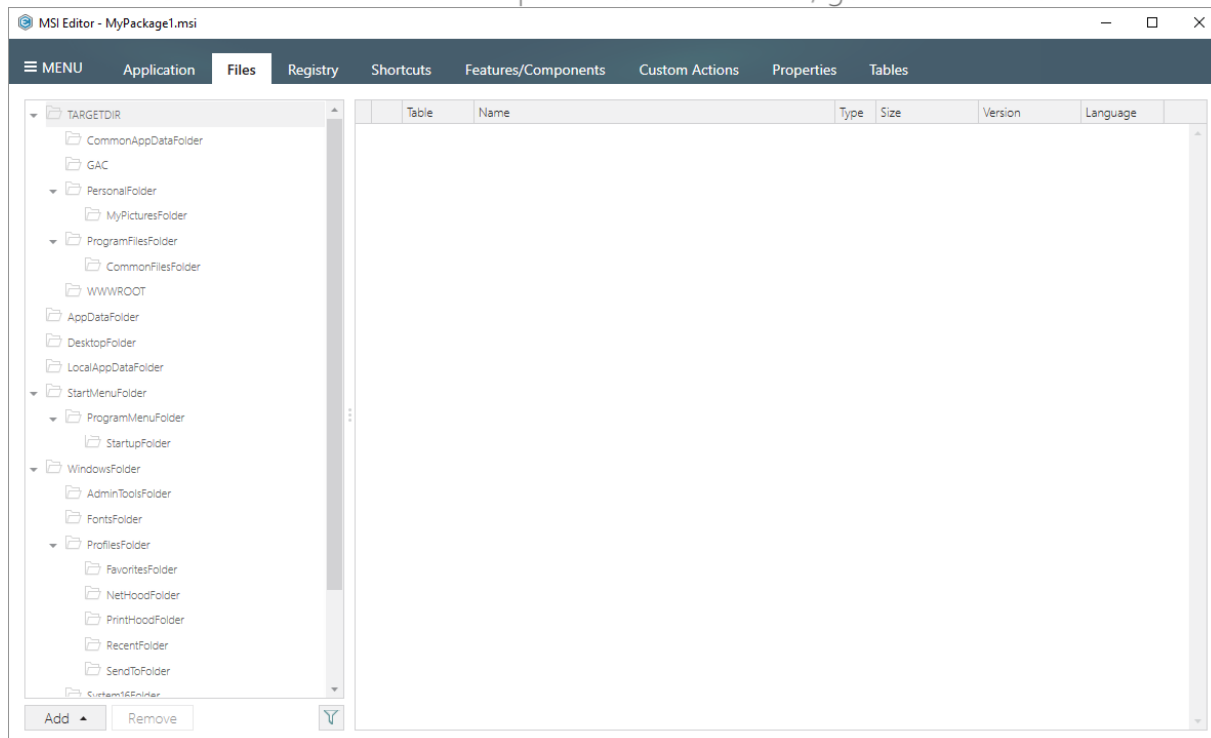 MSI Editor - MyPackage1.msi
MENU Application Files Registry Shortcuts Features/Components Custom Actions Properties Tables
Table Name Type Size Version Language
TARGETDIR
CommonAppDataFolder
GAC
PersonalFolder
MyPicturesFolder
ProgramFilesFolder
CommonFilesFolder
WWWROOT
AppDataFolder
DesktopFolder
LocalAppDataFolder
StartMenuFolder
ProgramMenuFolder
StartupFolder
WindowsFolder
AdminToolsFolder
FontsFolder
ProfilesFolder
FavoritesFolder
NetHoodFolder
PrintHoodFolder
RecentFolder
SendToFolder
System16Folder
Add Remove